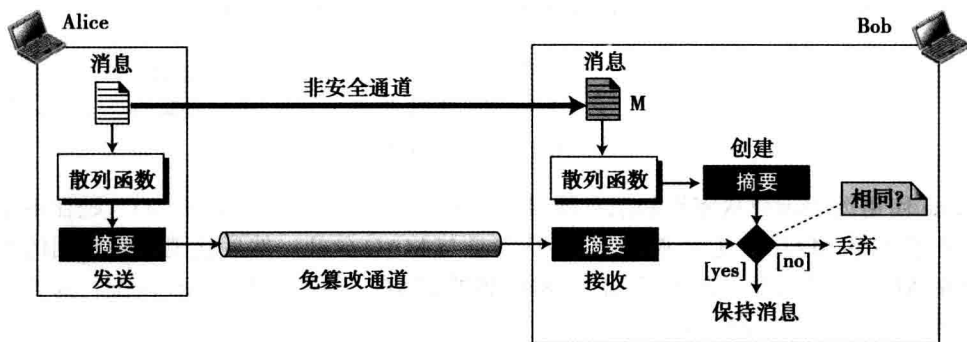 Alice
Bob
消息
非安全通道
消息
M
散列函数
散列函数
创建
摘要
相同?
摘要
摘要
丢弃
发送
免篡改通道
接收
[yes]
[no]
保持消息